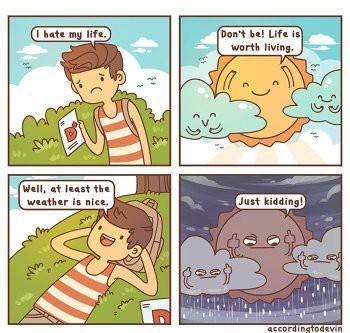 I hate my life.
D
Don't be! Life is
worth living.
Well, at least the
weather is nice.
D
Just kidding!
accordingtodevin